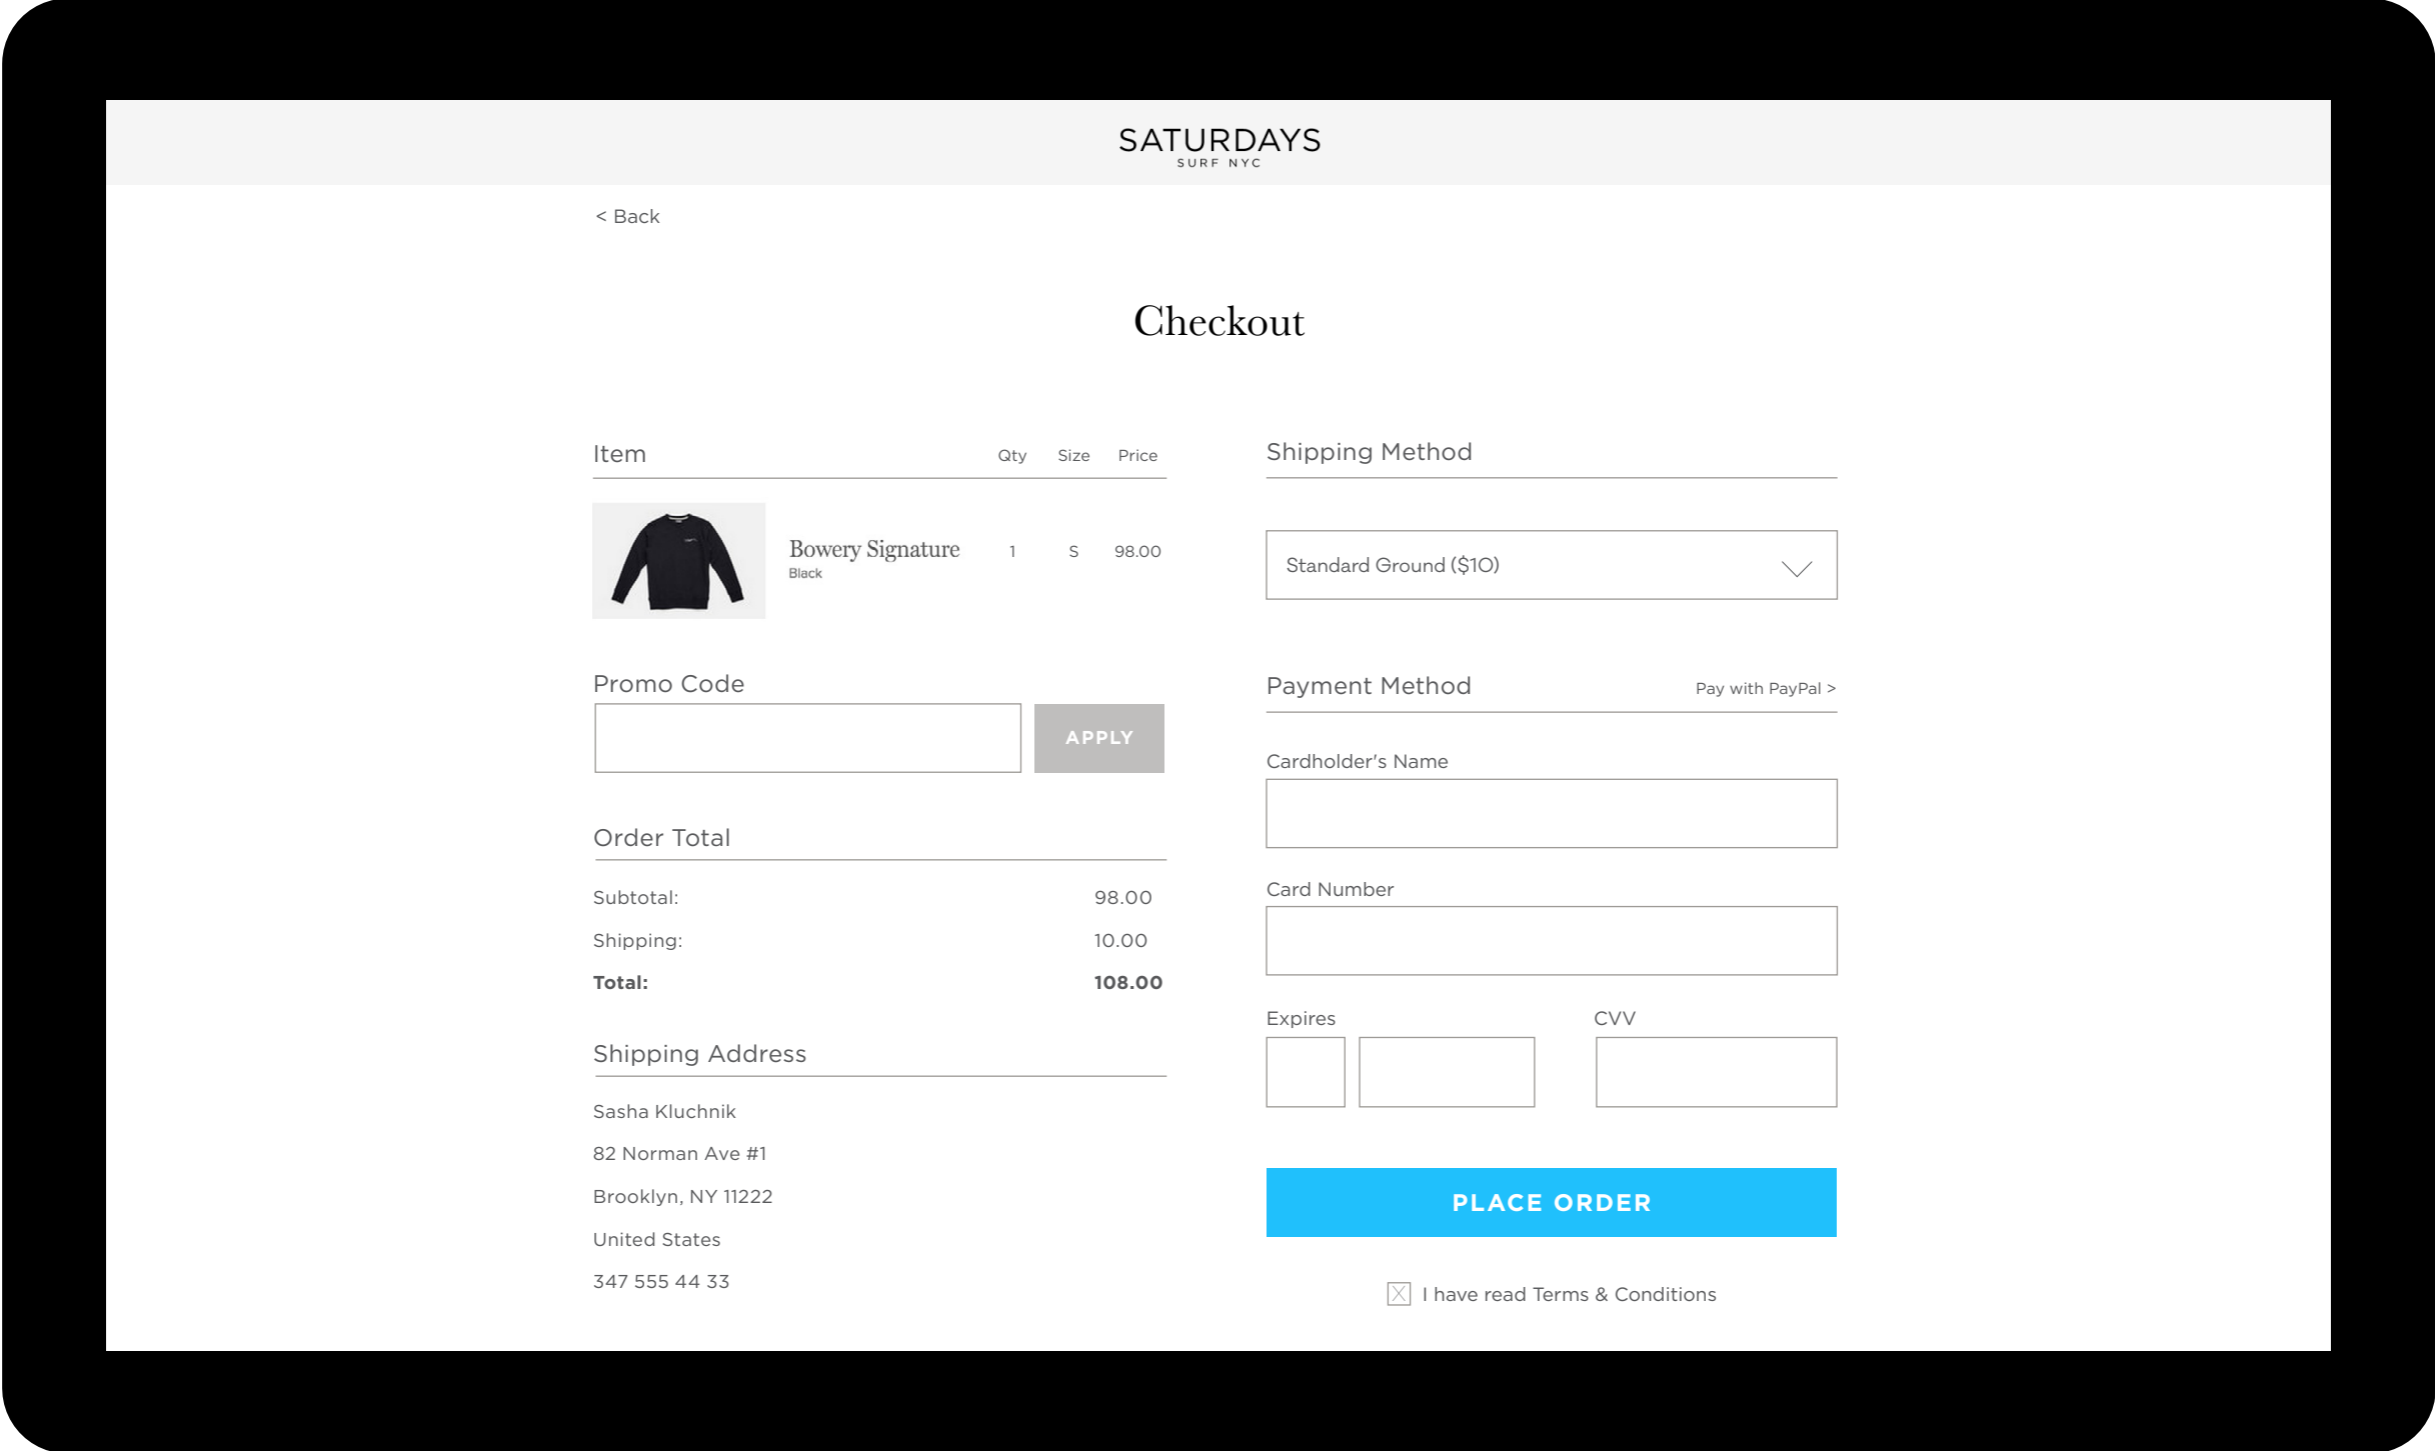 SATURDAYS
SURF NYC
< Back
Checkout
Item Qty Size Price
Bowery Signature 1 S 98.00
Black
Promo Code
APPLY
Order Total
Subtotal: 98.00
Shipping: 10.00
Total: 108.00
Shipping Address
Sasha Kluchnik
82 Norman Ave #1
Brooklyn, NY 11222
United States
347 555 44 33
Shipping Method
Standard Ground ($10)
Payment Method Pay with PayPal >
Cardholder's Name
Card Number
Expires CVV
PLACE ORDER
I have read Terms & Conditions